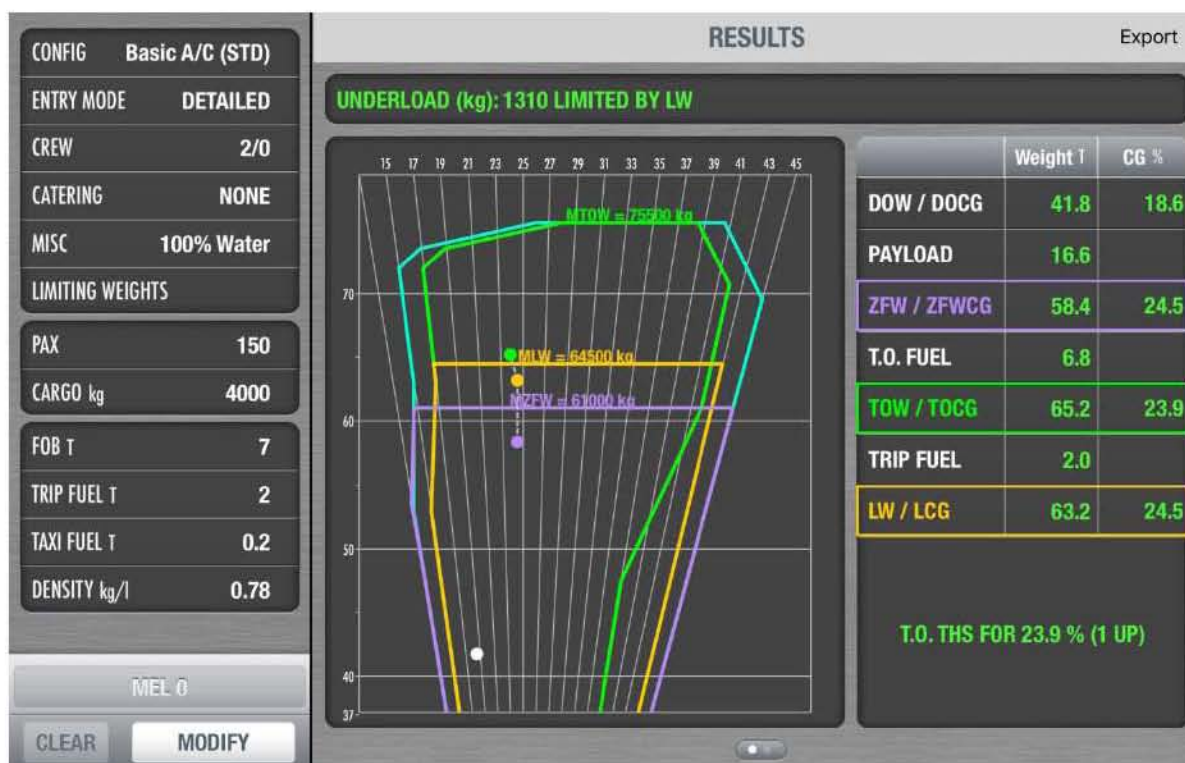 CONFIG Basic A/C (STD)
ENTRY MODE DETAILED
CREW 2/0
CATERING NONE
MISC 100% Water
LIMITING WEIGHTS
PAX 150
CARGO kg 4000
FOB T 7
TRIP FUEL T 2
TAXI FUEL T 0.2
DENSITY kg/l 0.78
MEL 0
CLEAR MODIFY
RESULTS Export
UNDERLOAD (kg): 1310 LIMITED BY LW
15 17 19 21 23 25 27 29 31 33 35 37 39 41 43 45
MTOW = 75500 kg
70
MLW = 64500 kg
MZFW = 61000 kg
60
50
40
37
Weight T CG %
DOW / DOCG 41.8 18.6
PAYLOAD 16.6
ZFW / ZFWCG 58.4 24.5
T.O. FUEL 6.8
TOW / TOCG 65.2 23.9
TRIP FUEL 2.0
LW / LCG 63.2 24.5
T.O. THS FOR 23.9 % (1 UP)